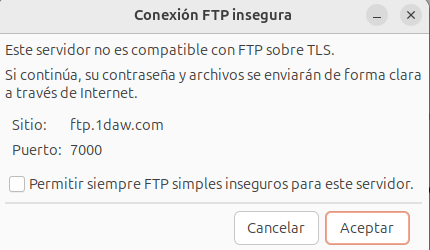 Conexión FTP insegura
Este servidor no es compatible con FTP sobre TLS.
Si continúa, su contraseña y archivos se enviarán de forma clara
a través de Internet.
Sitio: ftp.1daw.com
Puerto: 7000
Permitir siempre FTP simples inseguros para este servidor.
Cancelar Aceptar